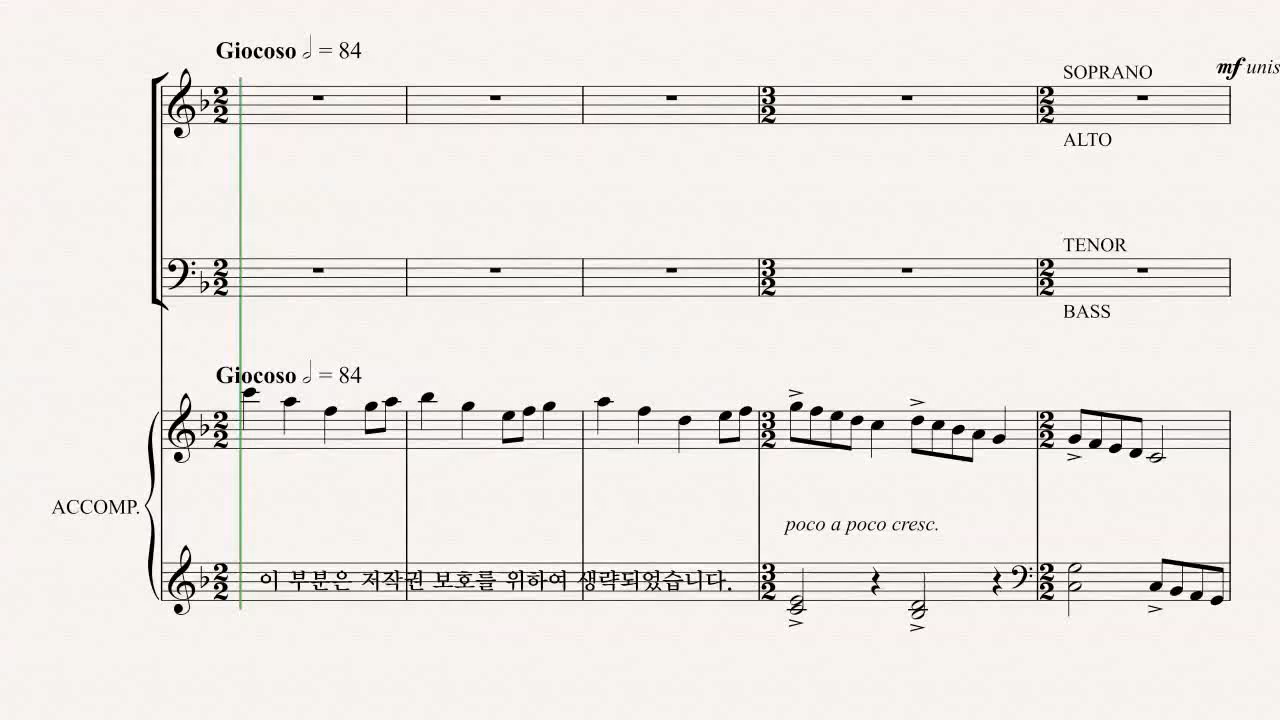 Giocoso 𝅗𝅥 = 84
SOPRANO
mf unis
ALTO
TENOR
BASS
Giocoso 𝅗𝅥 = 84
ACCOMP.
poco a poco cresc.
이 부분은 저작권 보호를 위하여 생략되었습니다.